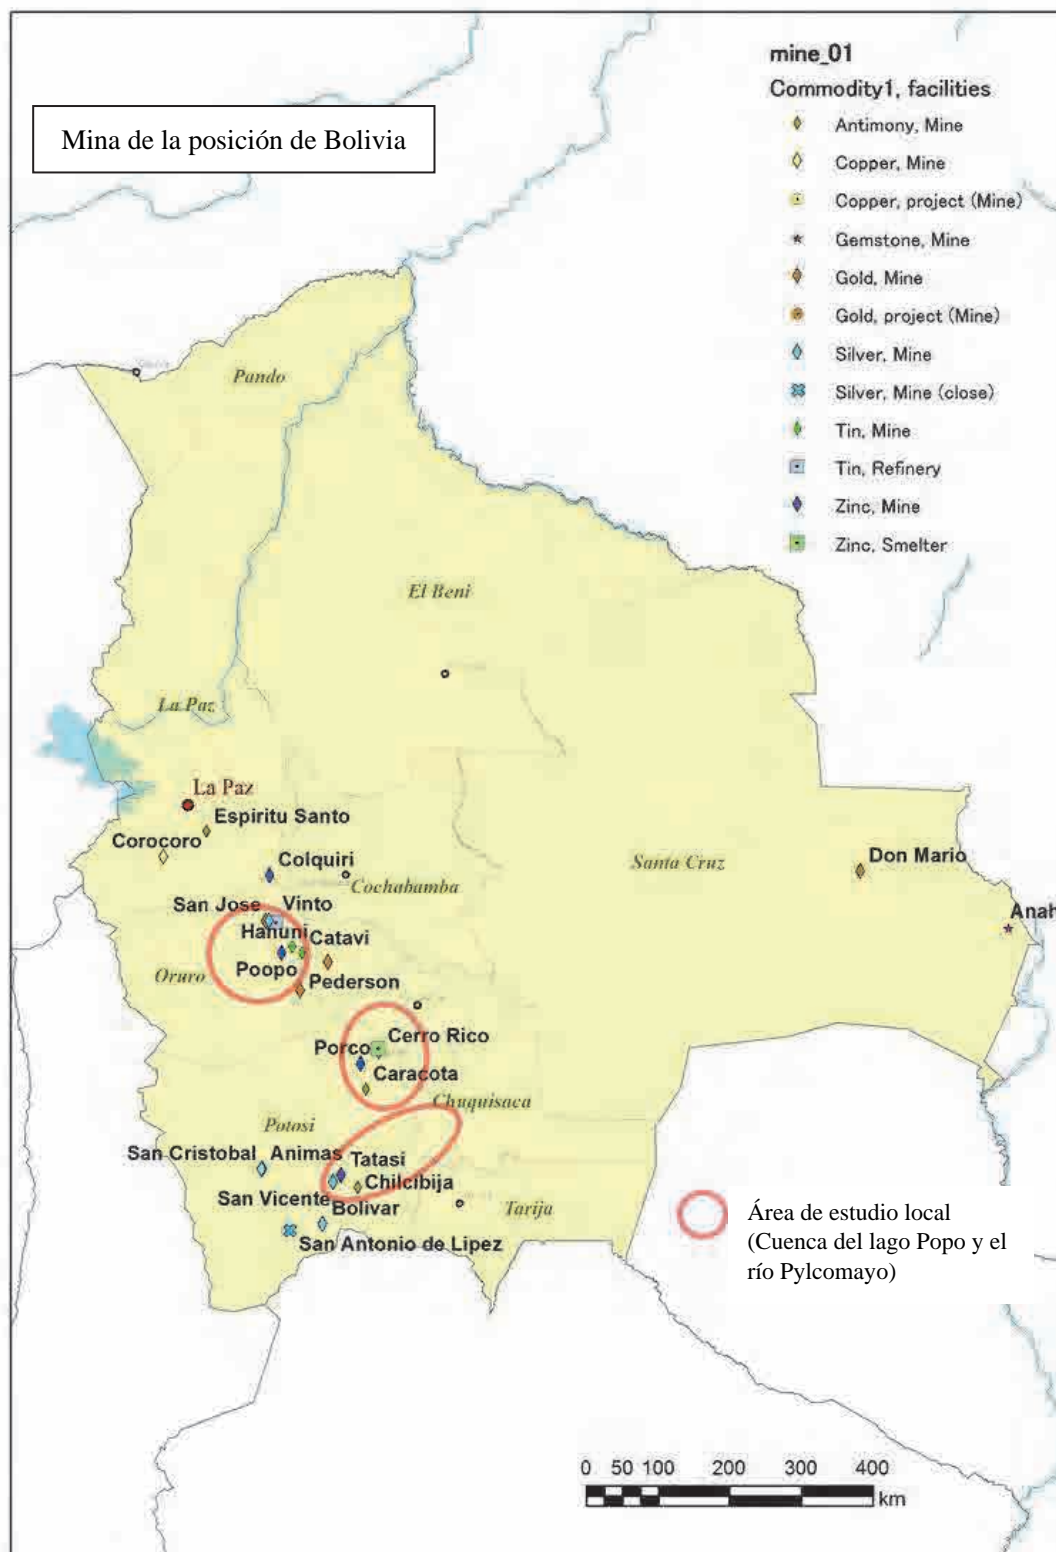 mine_01
Commodity1, facilities
Antimony, Mine
Copper, Mine
Copper, project (Mine)
Gemstone, Mine
Gold, Mine
Gold, project (Mine)
Silver, Mine
Silver, Mine (close)
Tin, Mine
Tin, Refinery
Zinc, Mine
Zinc, Smelter
Mina de la posición de Bolivia
Pando
El Beni
La Paz
La Paz
Espiritu Santo
Corocoro
Colquiri
Cochabamba
Santa Cruz
Don Mario
Anah
San Jose
Vinto
Hanuni
Catavi
Poopo
Oruro
Pederson
Porco
Cerro Rico
Caracota
Chuquisaca
Potosi
San Cristobal
Animas
Tatasi
Chilcibija
San Vicente
Bolivar
Tarija
San Antonio de Lipez
Área de estudio local
(Cuenca del lago Popo y el
río Pylcomayo)
0 50 100 200 300 400
km